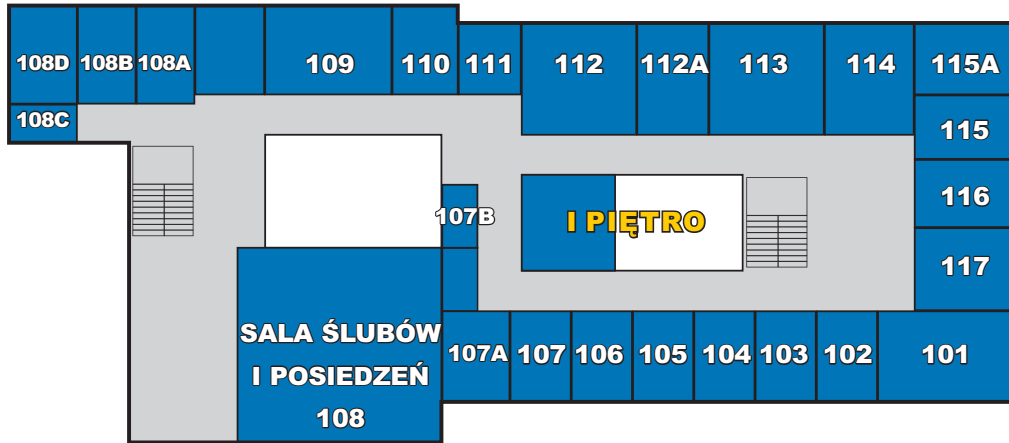 108D
108B
108A
109
110
111
112
112A
113
114
115A
108C
115
116
107B
I PIĘTRO
117
SALA ŚLUBÓW
I POSIEDZEŃ
108
107A
107
106
105
104
103
102
101